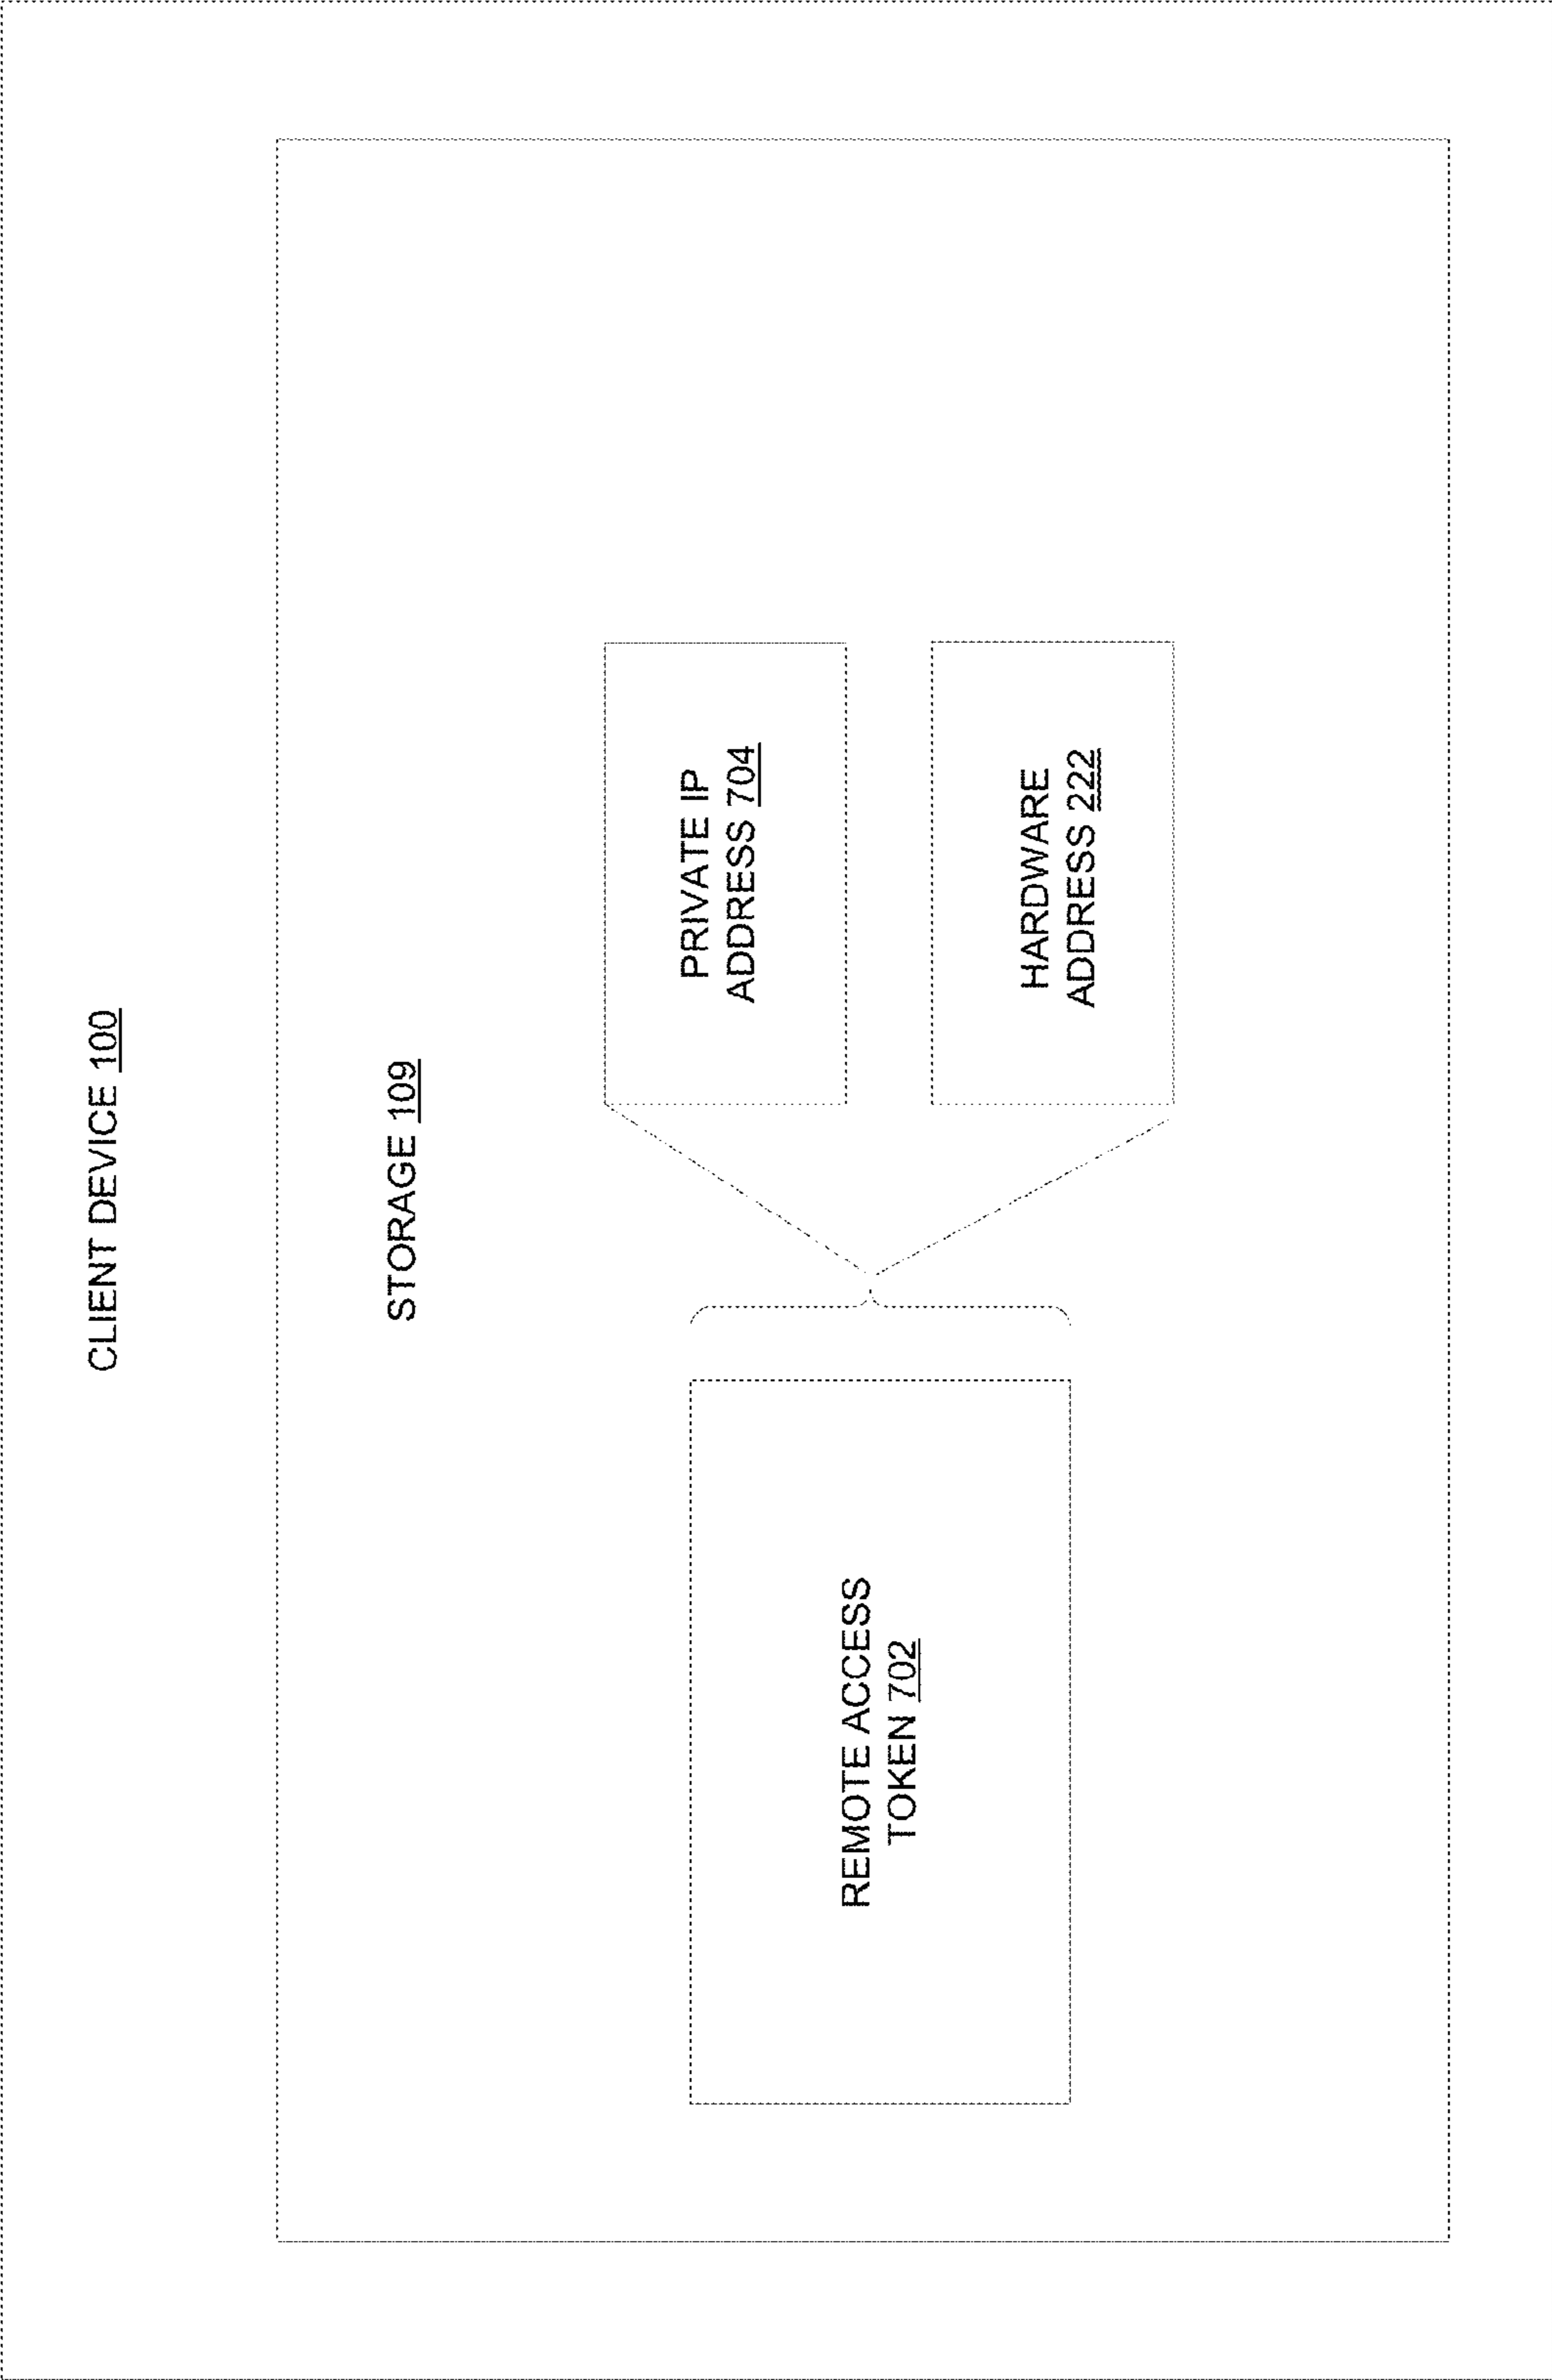 CLIENT DEVICE 100
STORAGE 109
REMOTE ACCESS
TOKEN 702
PRIVATE IP
ADDRESS 704
HARDWARE
ADDRESS 222